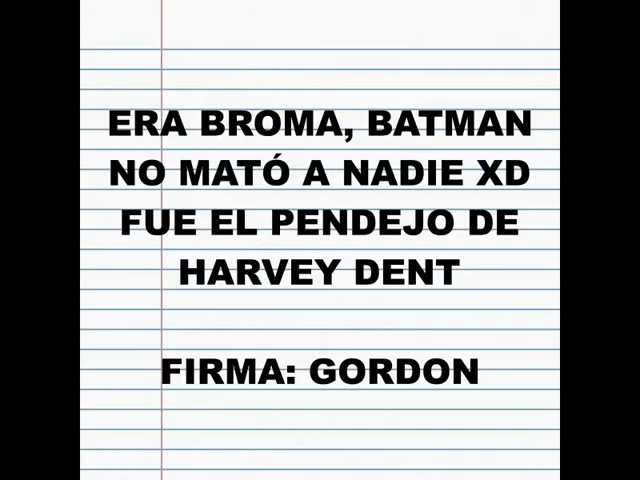 ERA BROMA, BATMAN
NO MATÓ A NADIE XD
FUE EL PENDEJO DE
HARVEY DENT
FIRMA: GORDON